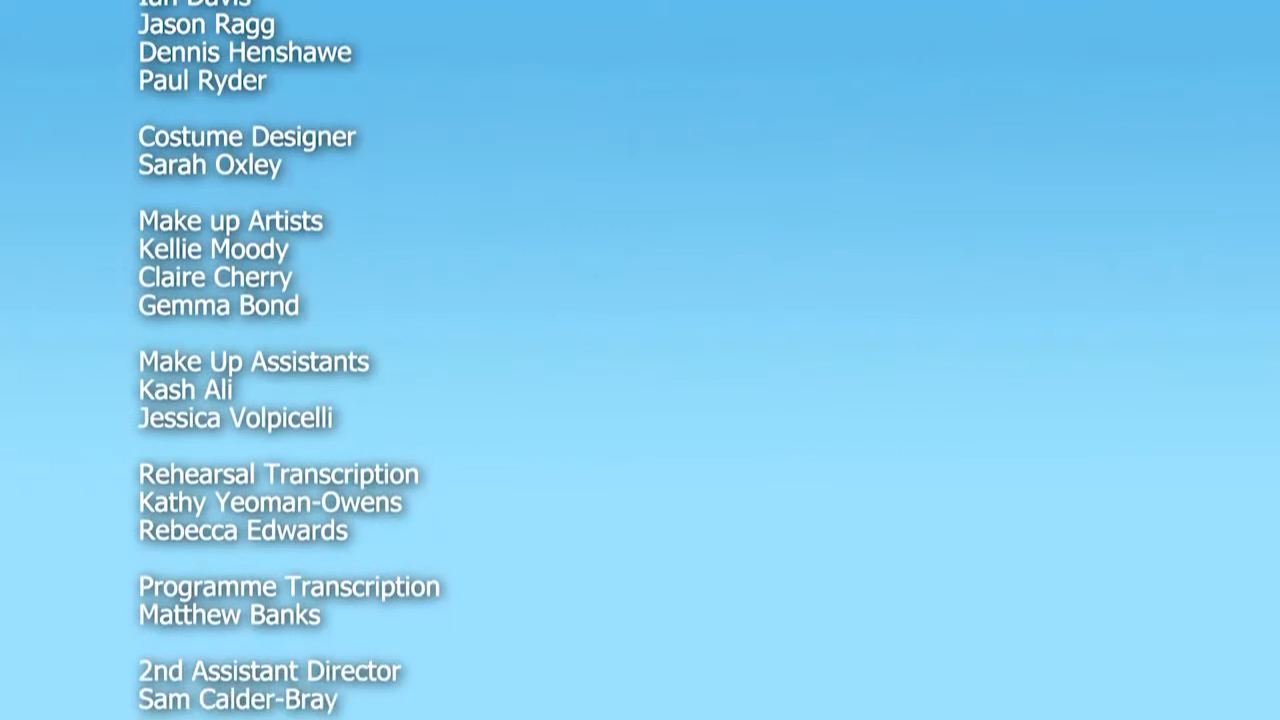 Ian Davis
Jason Ragg
Dennis Henshawe
Paul Ryder
Costume Designer
Sarah Oxley
Make up Artists
Kellie Moody
Claire Cherry
Gemma Bond
Make Up Assistants
Kash Ali
Jessica Volpicelli
Rehearsal Transcription
Kathy Yeoman-Owens
Rebecca Edwards
Programme Transcription
Matthew Banks
2nd Assistant Director
Sam Calder-Bray